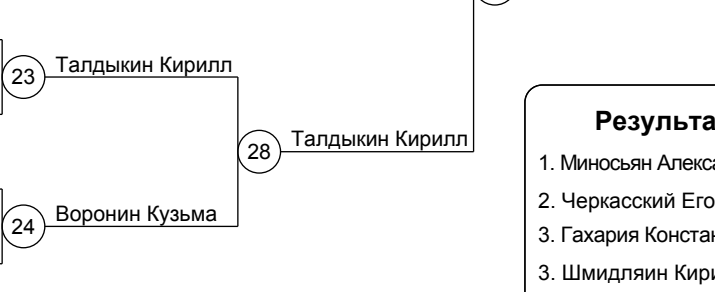 23 Талдыкин Кирилл
28 Талдыкин Кирилл
24 Воронин Кузьма
Результа
1. Миносьян Алекса
2. Черкасский Его
3. Гахария Констан
3. Шмидляин Кири